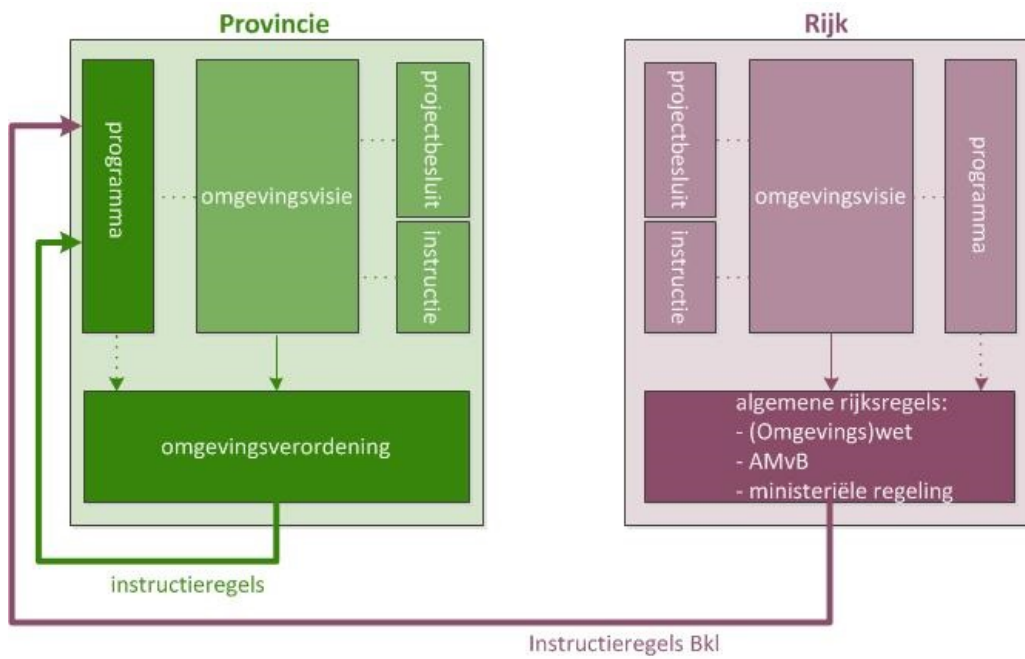 Provincie
programma
omgevingsvisie
projectbesluit
instructie
omgevingsverordening
instructieregels
Rijk
projectbesluit
instructie
omgevingsvisie
programma
algemene rijksregels:
- (Omgevings)wet
- AMvB
- ministeriële regeling
Instructieregels Bkl